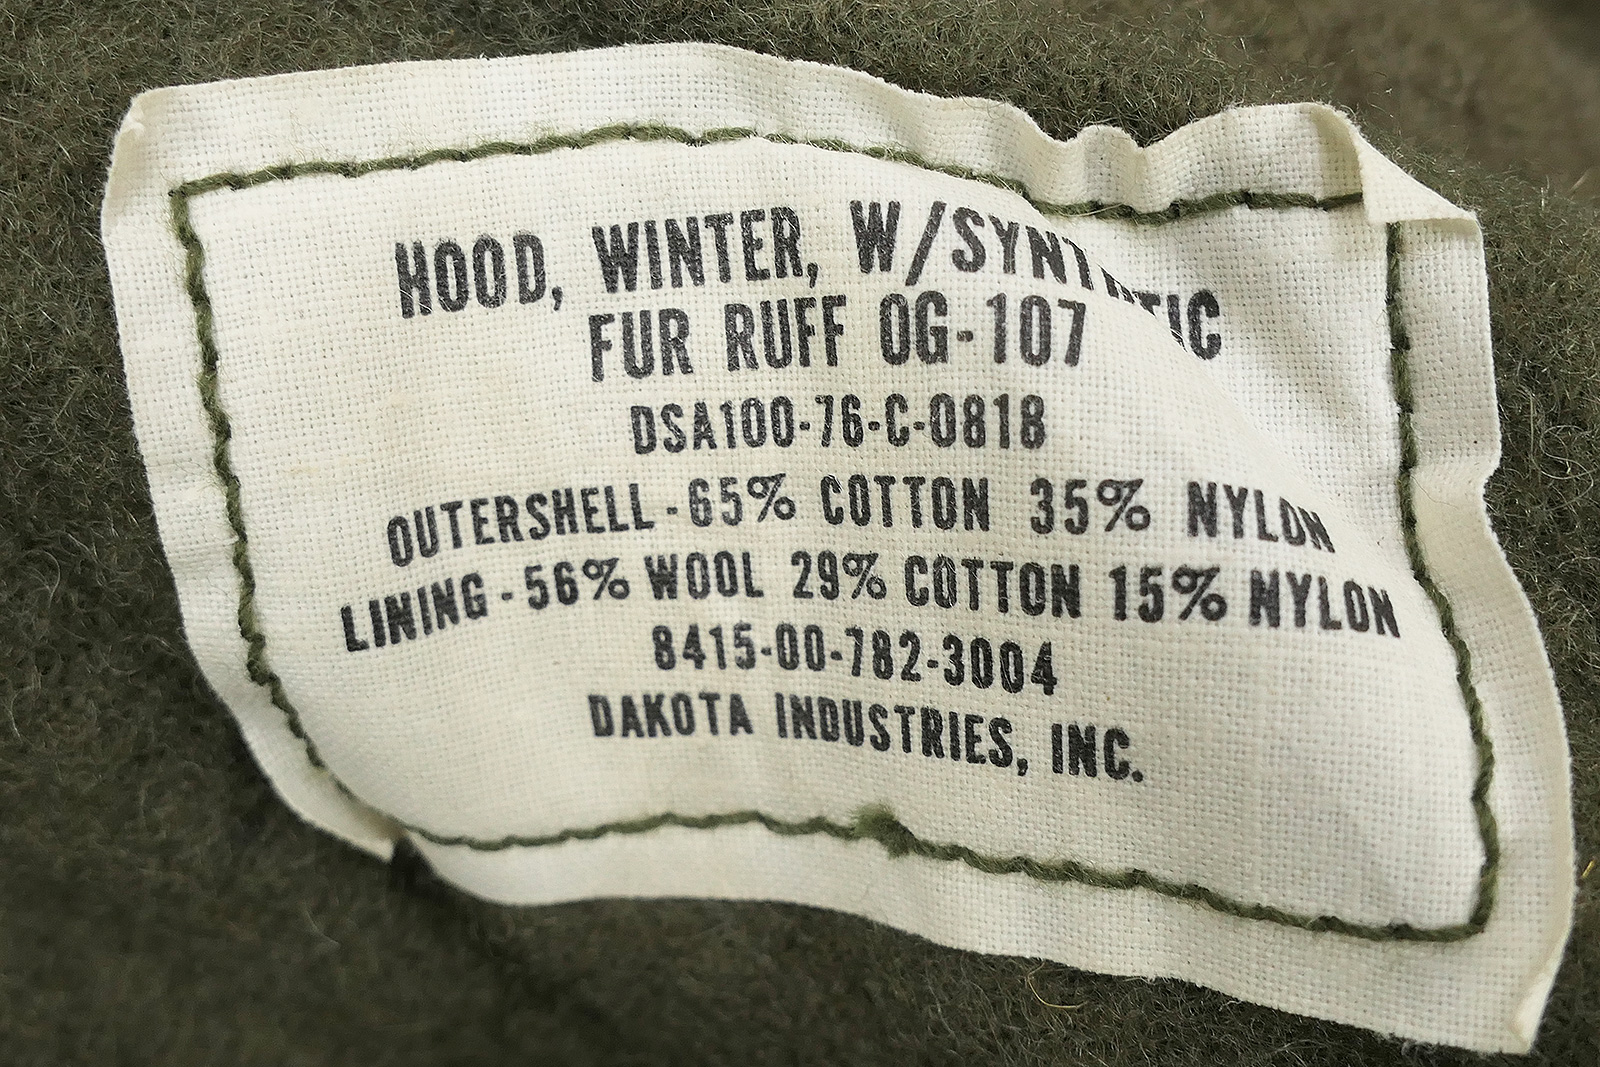 HOOD, WINTER, W/SYNTHETIC
FUR RUFF OG-107
DSA100-76-C-0818
OUTERSHELL-65% COTTON 35% NYLON
LINING-56% WOOL 29% COTTON 15% NYLON
8415-00-782-3004
DAKOTA INDUSTRIES, INC.